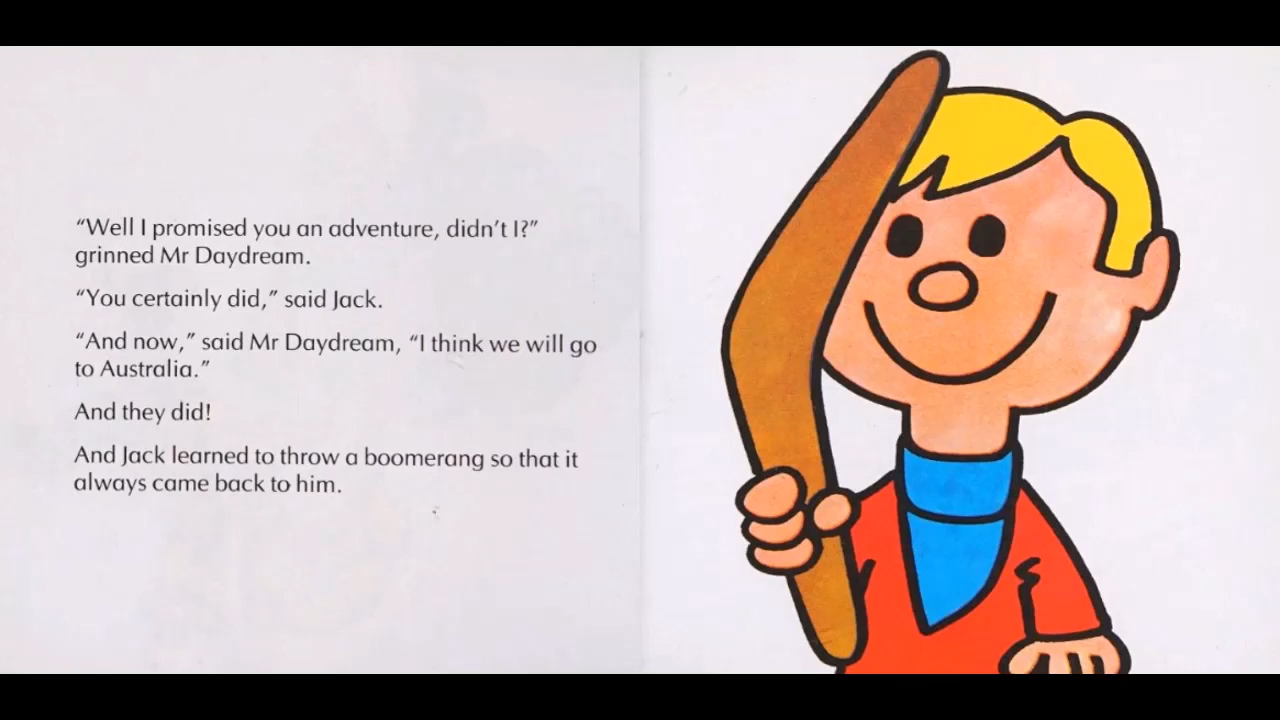 “Well I promised you an adventure, didn’t I?”
grinned Mr Daydream.
“You certainly did,” said Jack.
“And now,” said Mr Daydream, “I think we will go
to Australia.”
And they did!
And Jack learned to throw a boomerang so that it
always came back to him.